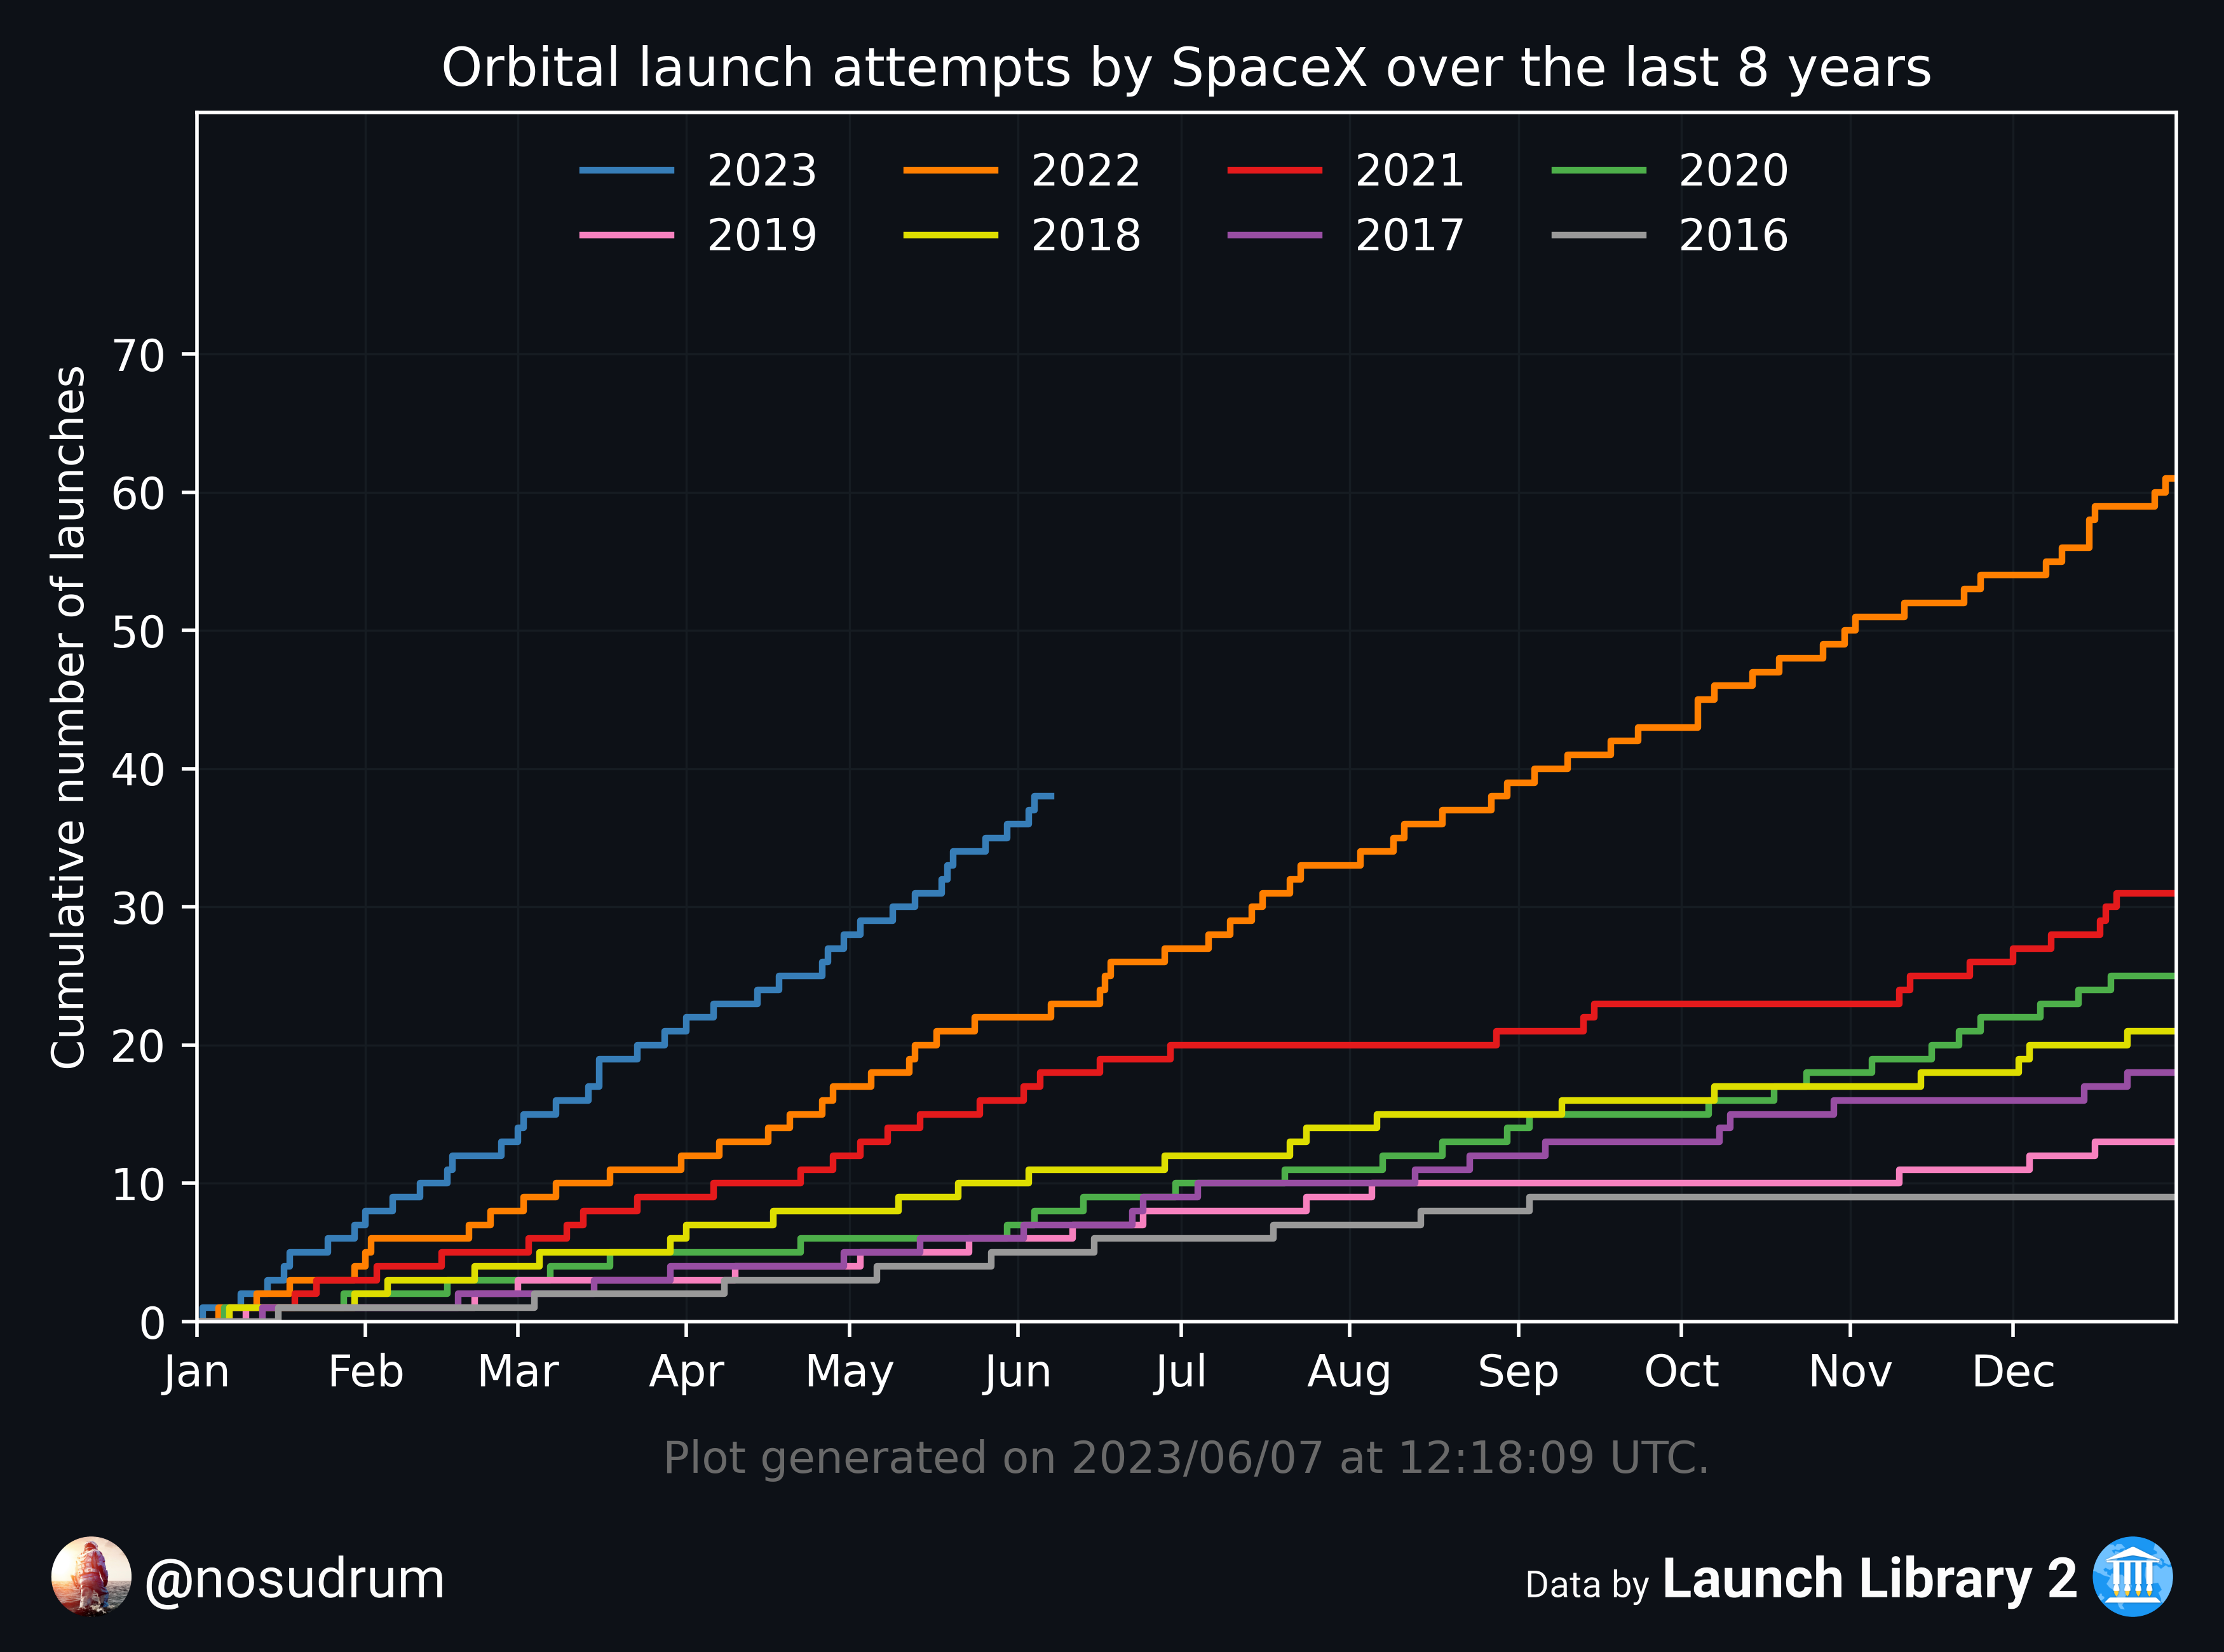 Orbital launch attempts by SpaceX over the last 8 years
2023 2022 2021 2020
2019 2018 2017 2016
Cumulative number of launches
70
60
50
40
30
20
10
0
Jan Feb Mar Apr May Jun Jul Aug Sep Oct Nov Dec
Plot generated on 2023/06/07 at 12:18:09 UTC.
@nosudrum
Data by Launch Library 2